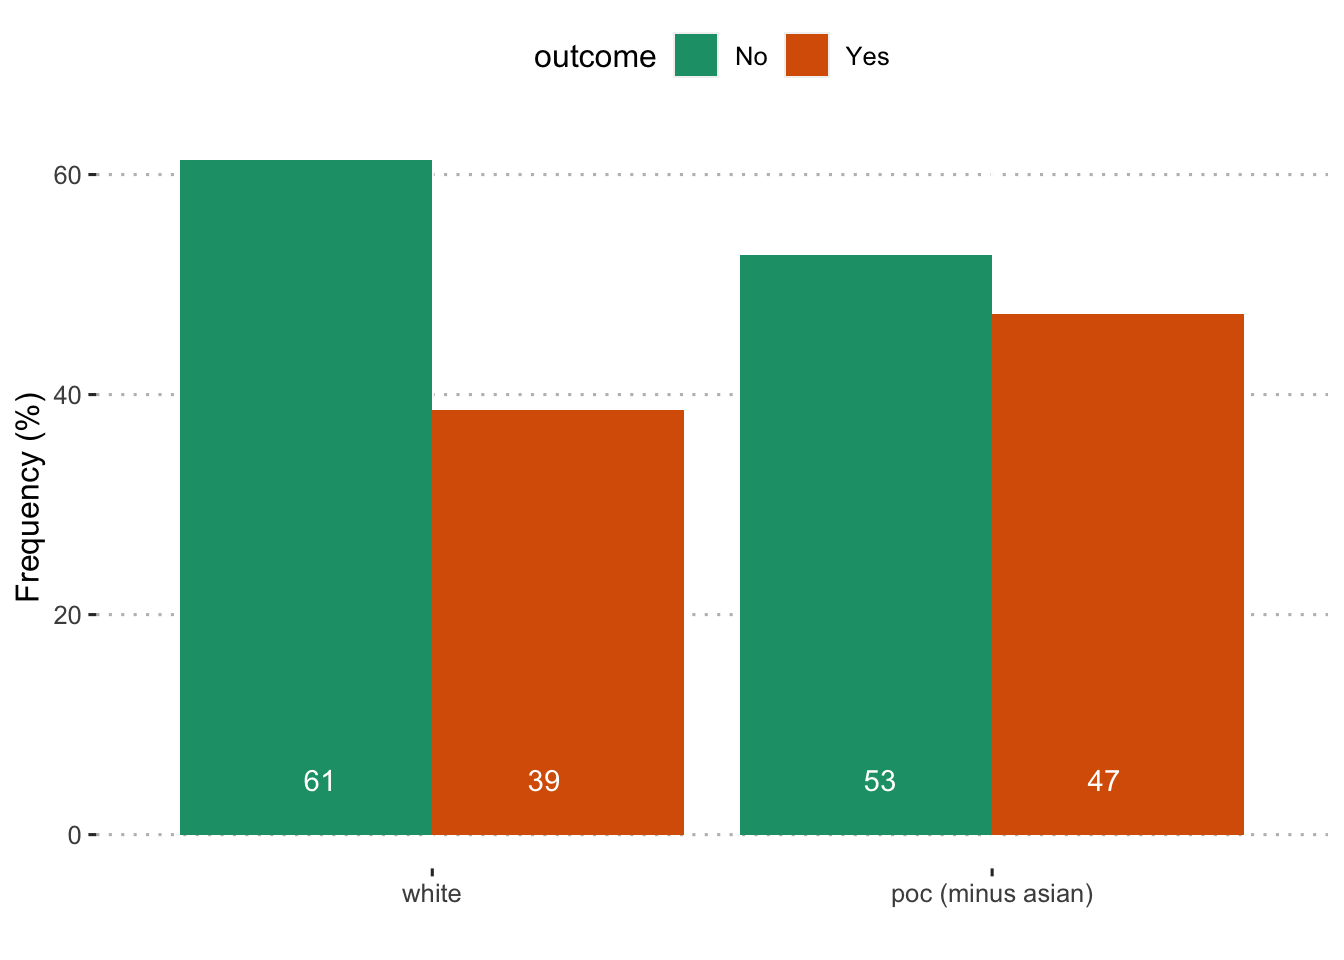 outcome No Yes
Frequency (%)
60
40
20
0
61 39 53 47
white poc (minus asian)